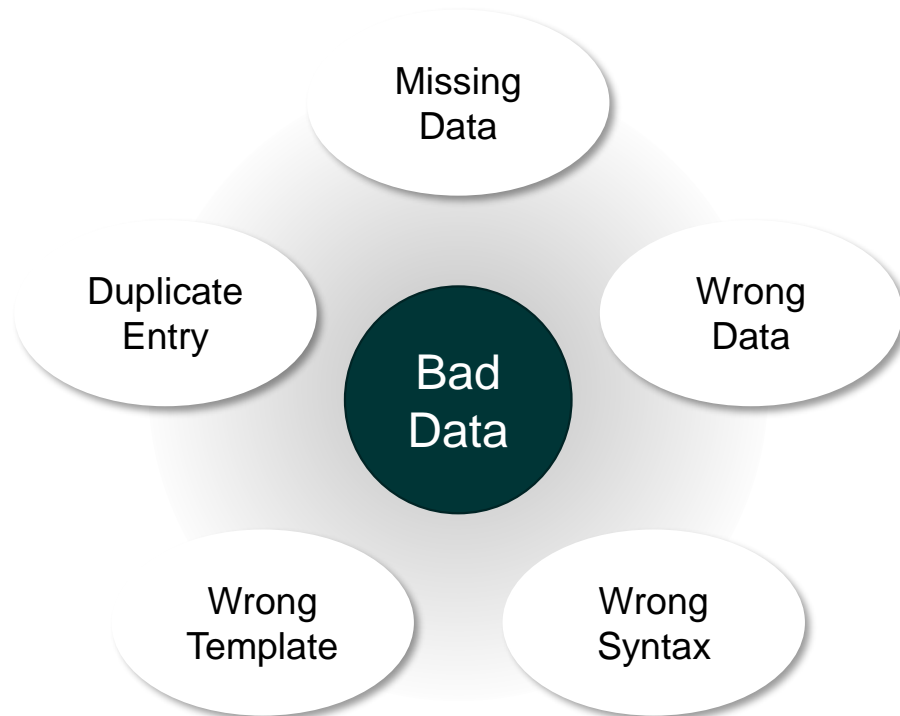 Missing
Data
Duplicate
Entry
Wrong
Data
Bad
Data
Wrong
Template
Wrong
Syntax